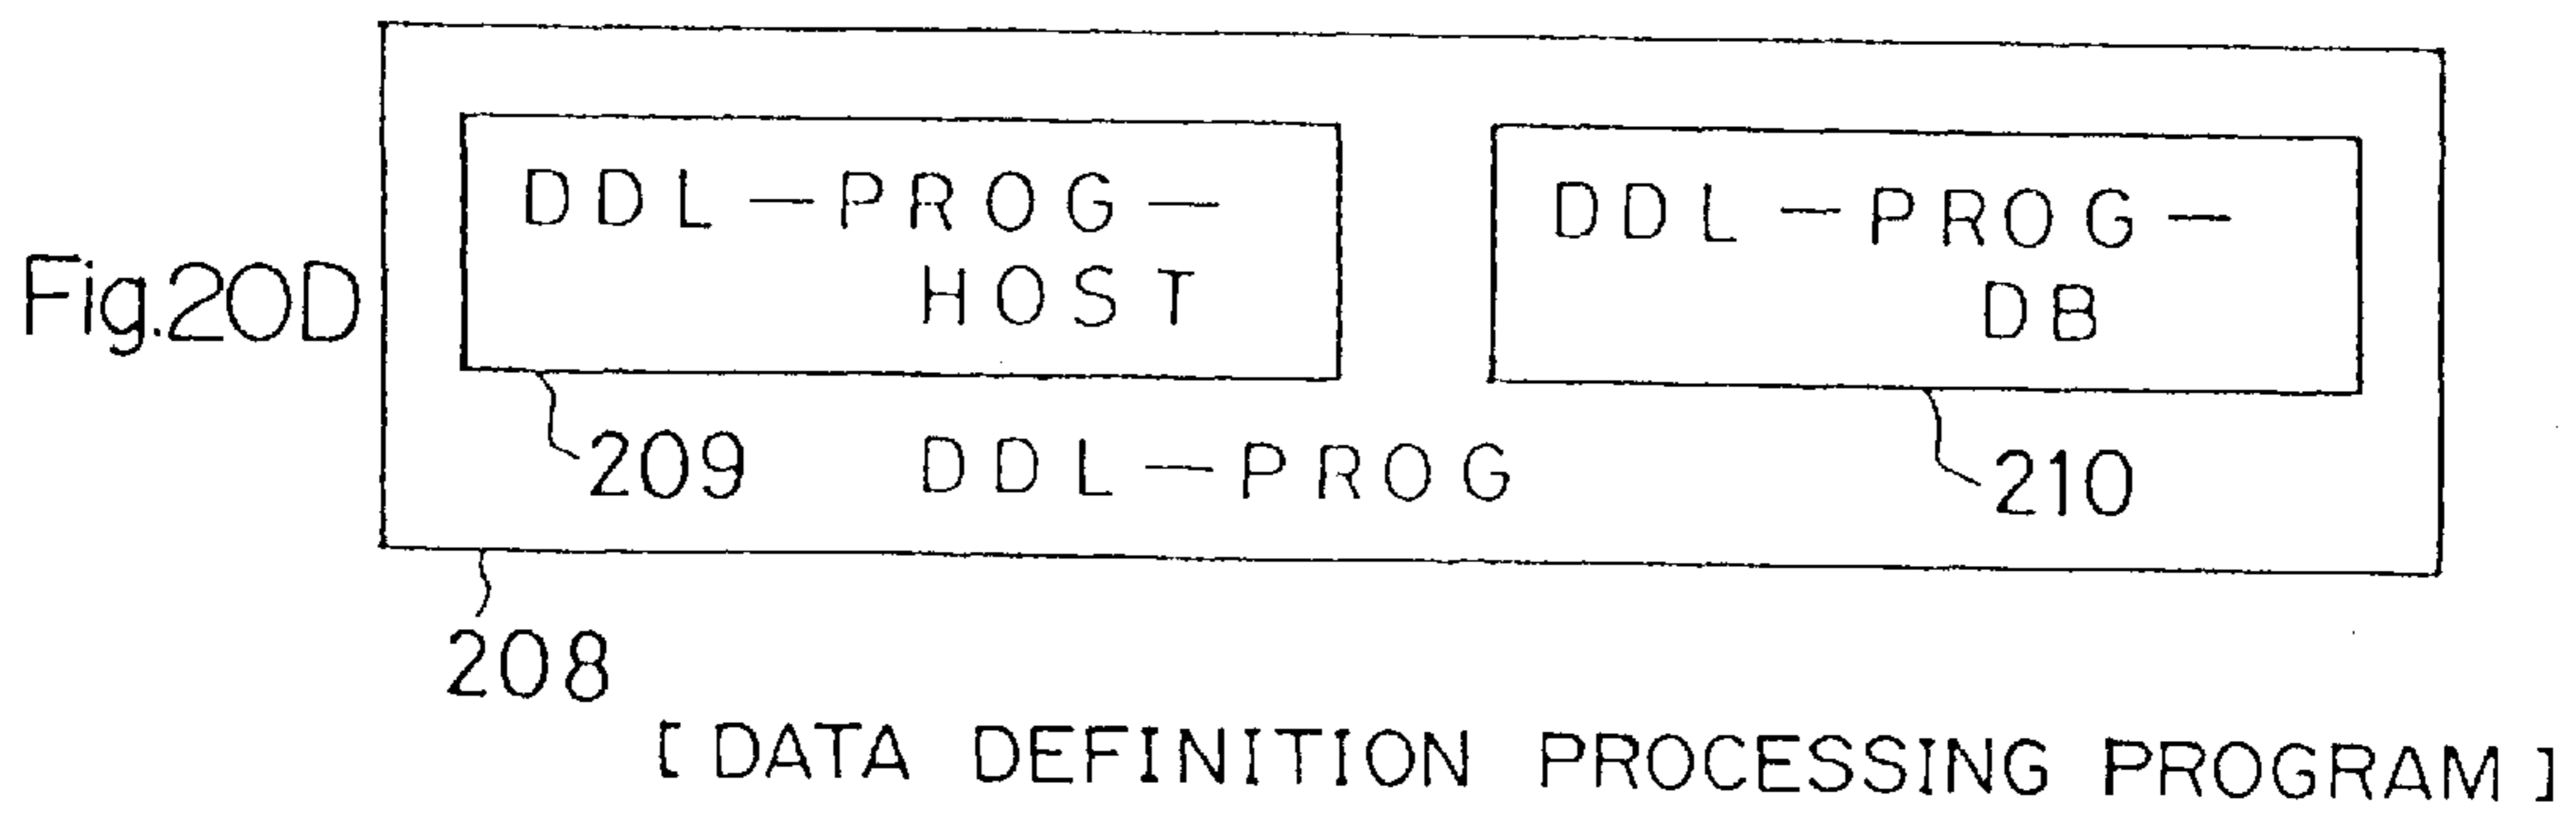 Fig.20D
DDL-PROG-
HOST
DDL-PROG-
DB
209
DDL-PROG
210
208
[DATA DEFINITION PROCESSING PROGRAM]